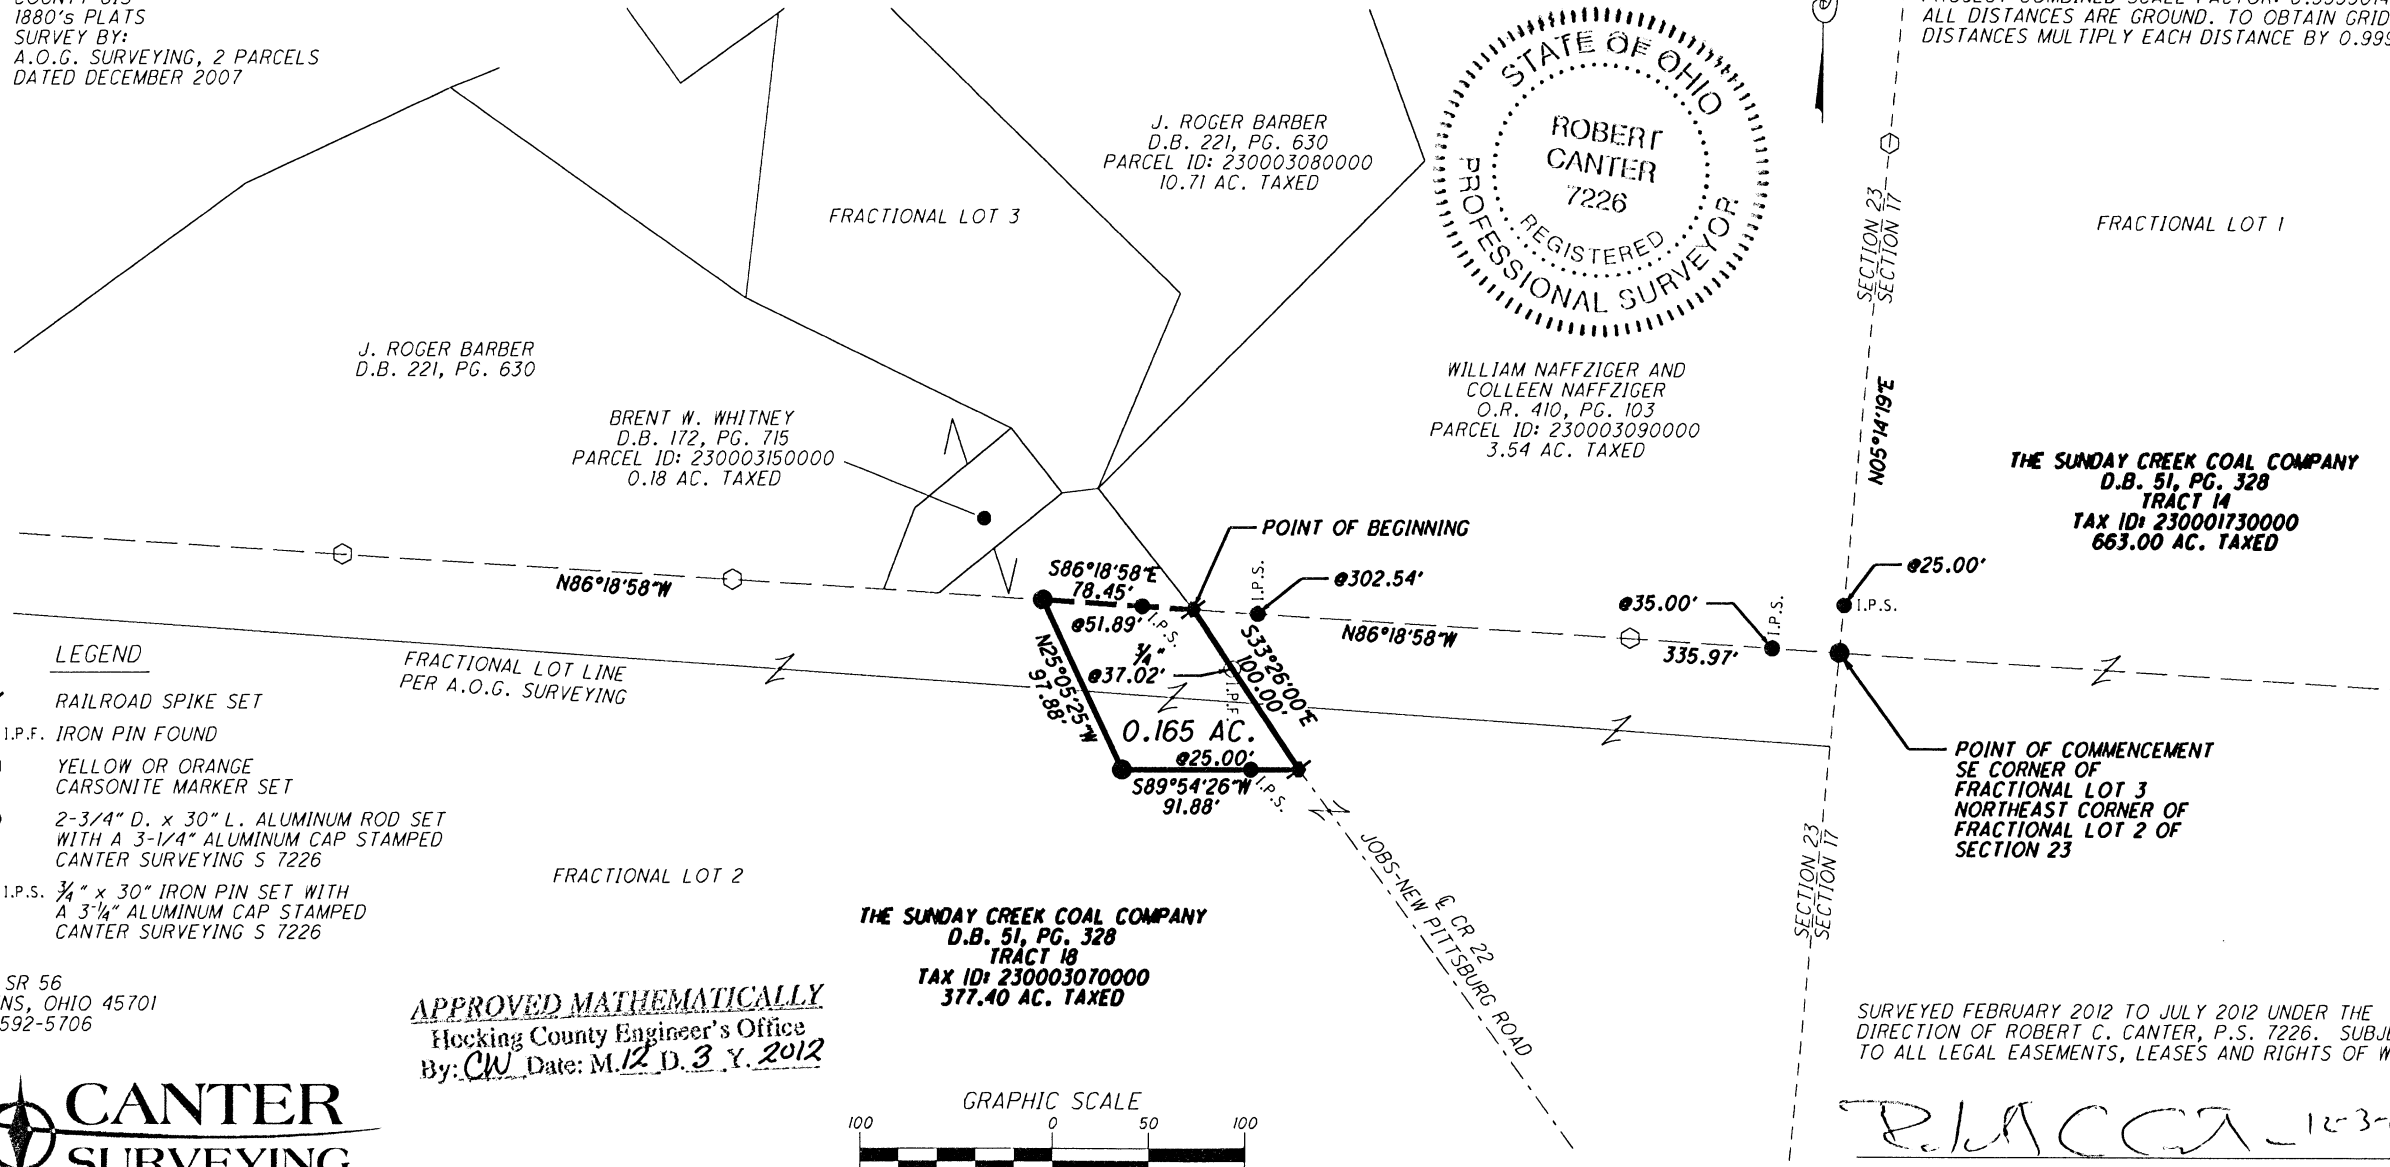 1880's PLATS
SURVEY BY:
A.O.G. SURVEYING, 2 PARCELS
DATED DECEMBER 2007
ALL DISTANCES ARE GROUND. TO OBTAIN GRID
DISTANCES MULTIPLY EACH DISTANCE BY 0.999
STATE OF OHIO
ROBERT
CANTER
7226
REGISTERED
PROFESSIONAL SURVEYOR
J. ROGER BARBER
D.B. 221, PG. 630
PARCEL ID: 230003080000
10.71 AC. TAXED
FRACTIONAL LOT 3
SECTION 23
SECTION 17
FRACTIONAL LOT 1
J. ROGER BARBER
D.B. 221, PG. 630
BRENT W. WHITNEY
D.B. 172, PG. 715
PARCEL ID: 230003150000
0.18 AC. TAXED
WILLIAM NAFFZIGER AND
COLLEEN NAFFZIGER
O.R. 410, PG. 103
PARCEL ID: 230003090000
3.54 AC. TAXED
N05°14'19"E
THE SUNDAY CREEK COAL COMPANY
D.B. 51, PG. 328
TRACT 14
TAX ID: 230001730000
663.00 AC. TAXED
POINT OF BEGINNING
N86°18'58"W
S86°18'58"E
78.45'
@51.89'
I.P.S.
I.P.S.
@302.54'
N86°18'58"W
@35.00'
I.P.S.
335.97'
@25.00'
I.P.S.
3/4"
@37.02'
I.P.F.
S33°26'00"E
100.00'
N25°05'25"W
97.88'
0.165 AC.
@25.00'
I.P.S.
S89°54'26"W
91.88'
FRACTIONAL LOT LINE
PER A.O.G. SURVEYING
LEGEND
RAILROAD SPIKE SET
I.P.F. IRON PIN FOUND
YELLOW OR ORANGE
CARSONITE MARKER SET
2-3/4" D. x 30" L. ALUMINUM ROD SET
WITH A 3-1/4" ALUMINUM CAP STAMPED
CANTER SURVEYING S 7226
I.P.S. 3/4" x 30" IRON PIN SET WITH
A 3-1/4" ALUMINUM CAP STAMPED
CANTER SURVEYING S 7226
POINT OF COMMENCEMENT
SE CORNER OF
FRACTIONAL LOT 3
NORTHEAST CORNER OF
FRACTIONAL LOT 2 OF
SECTION 23
SECTION 23
SECTION 17
FRACTIONAL LOT 2
THE SUNDAY CREEK COAL COMPANY
D.B. 51, PG. 328
TRACT 18
TAX ID: 230003070000
377.40 AC. TAXED
℄ CR 22
JOBS-NEW PITTSBURG ROAD
SR 56
NS, OHIO 45701
592-5706
APPROVED MATHEMATICALLY
Hocking County Engineer's Office
By: CW Date: M. 12 D. 3 Y. 2012
SURVEYED FEBRUARY 2012 TO JULY 2012 UNDER THE
DIRECTION OF ROBERT C. CANTER, P.S. 7226. SUBJE
TO ALL LEGAL EASEMENTS, LEASES AND RIGHTS OF W
CANTER
SURVEYING
GRAPHIC SCALE
100 0 50 100
12-3-